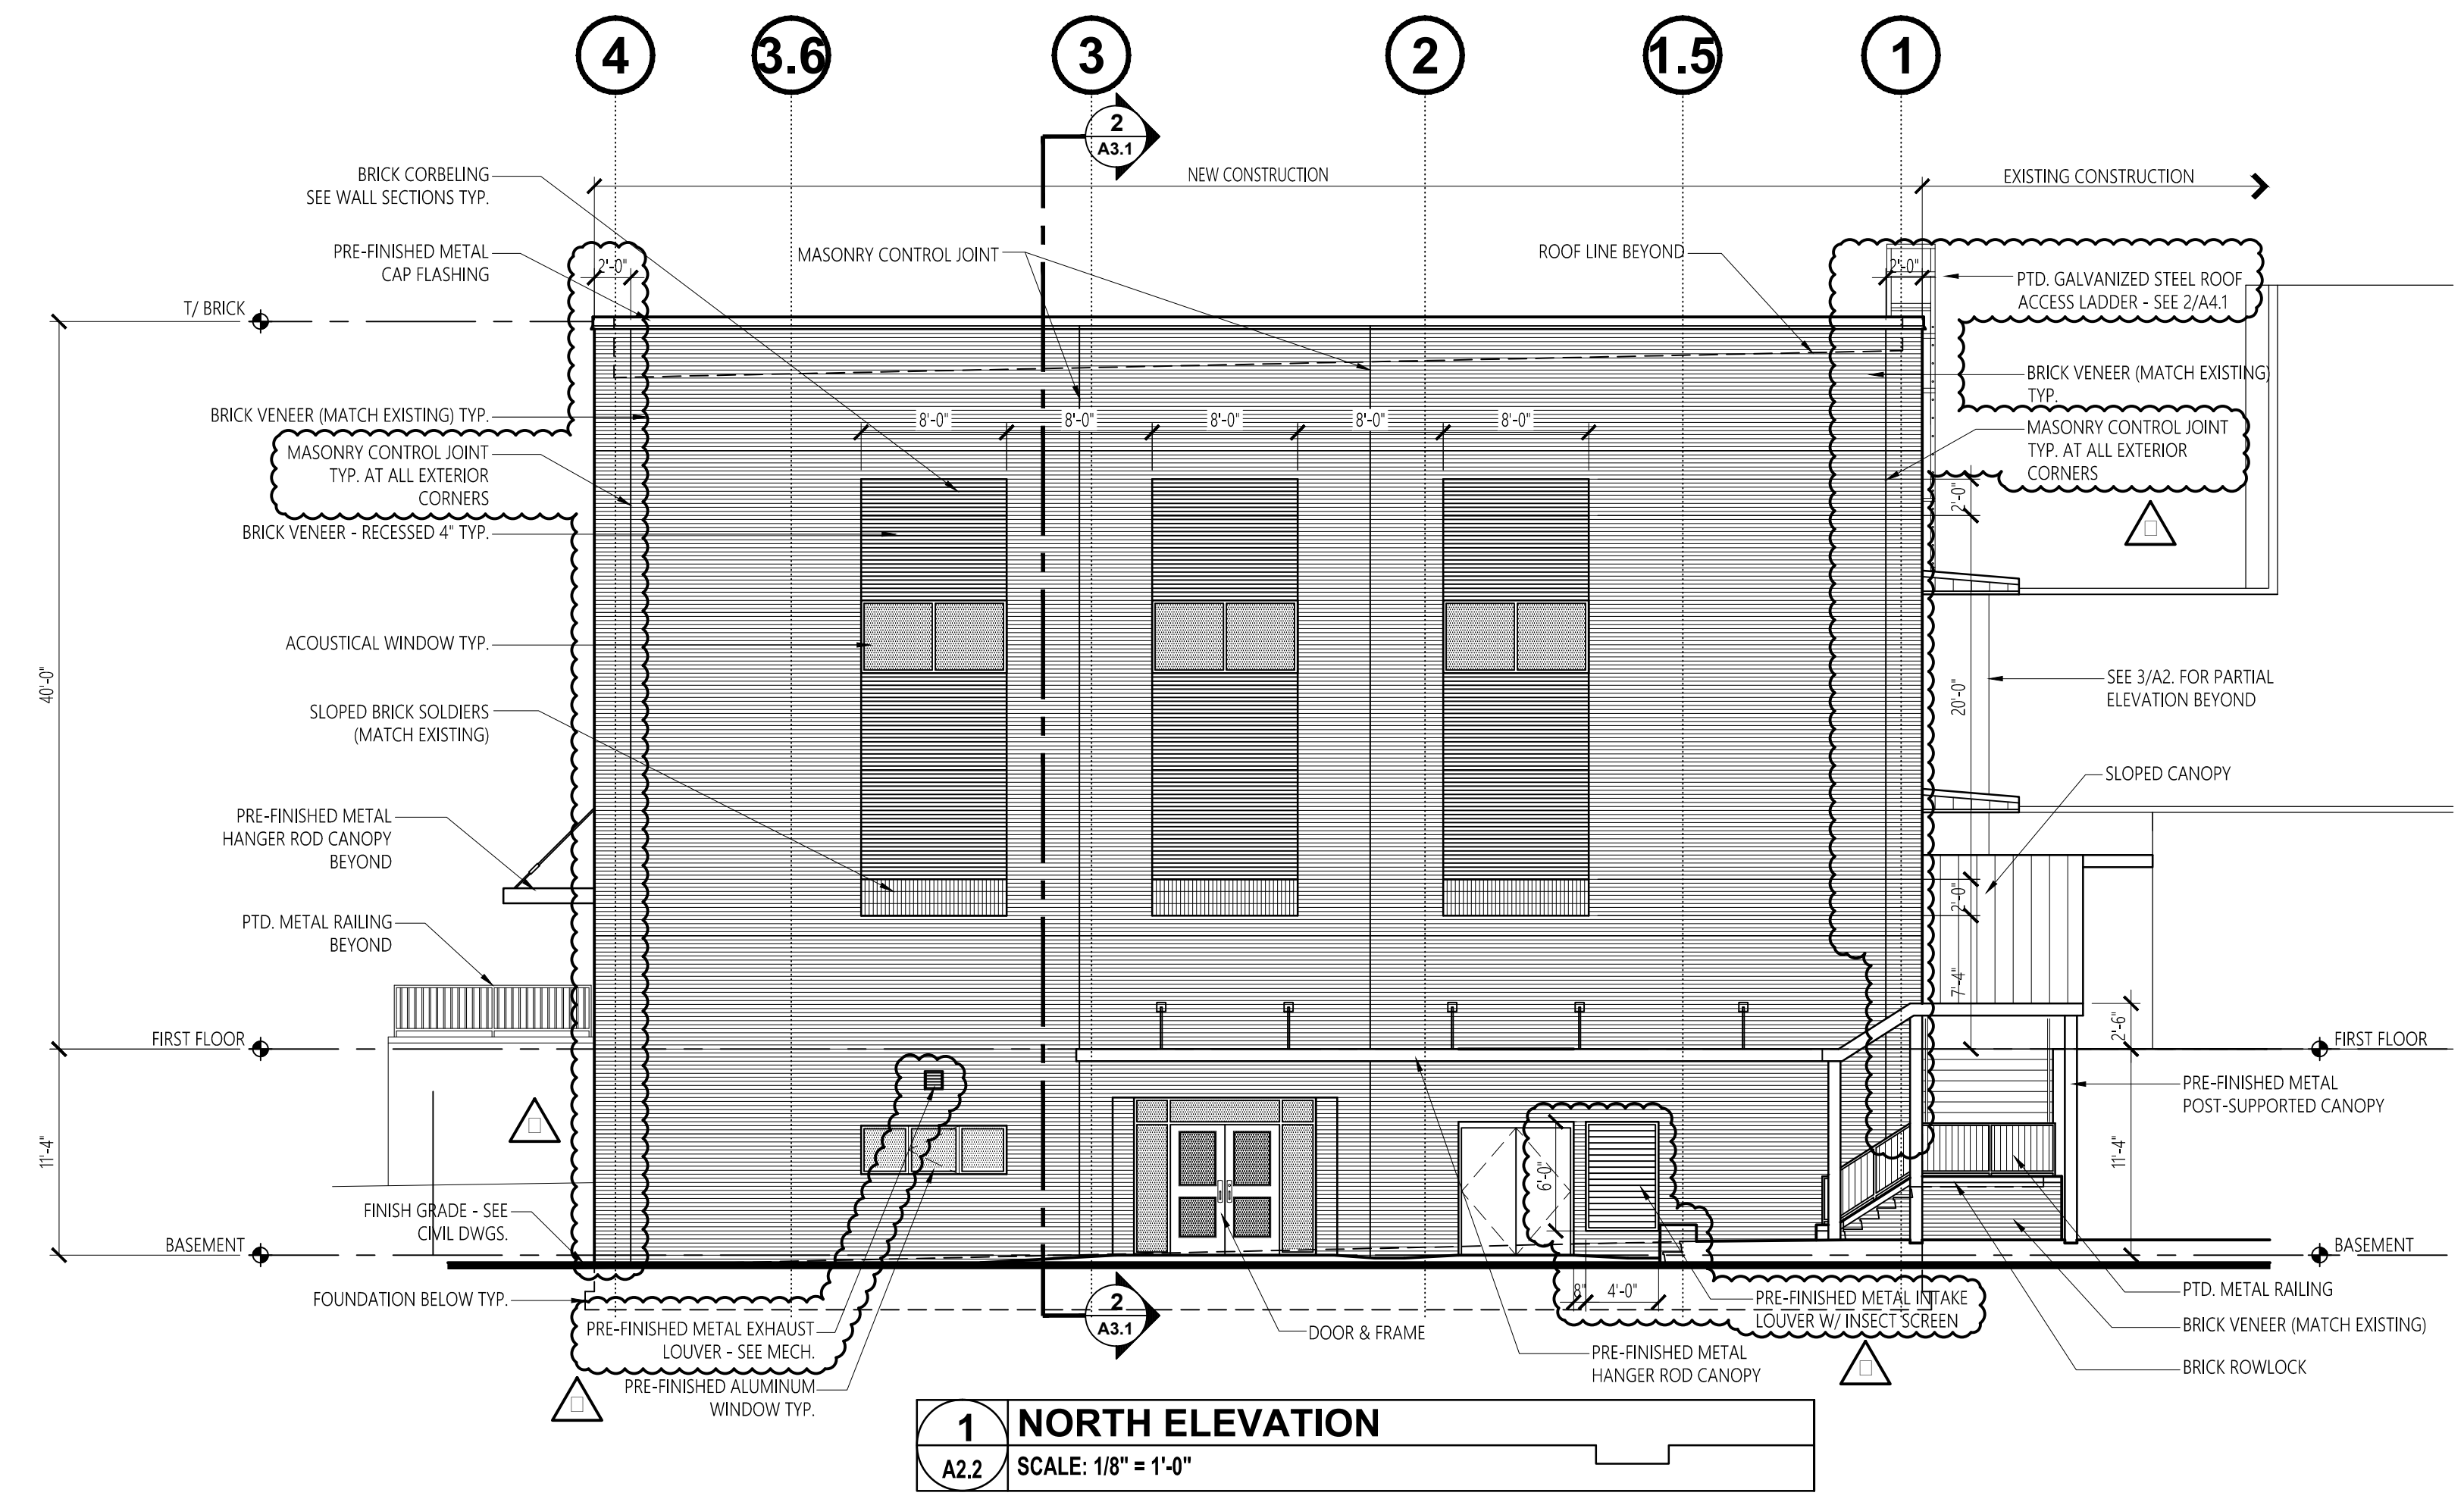 4
3.6
3
2
1.5
1
2
A3.1
NEW CONSTRUCTION
EXISTING CONSTRUCTION
BRICK CORBELING
SEE WALL SECTIONS TYP.
PRE-FINISHED METAL
CAP FLASHING
2'-0"
MASONRY CONTROL JOINT
ROOF LINE BEYOND
2'-0"
PTD. GALVANIZED STEEL ROOF
ACCESS LADDER - SEE 2/A4.1
T/ BRICK
BRICK VENEER (MATCH EXISTING)
TYP.
BRICK VENEER (MATCH EXISTING) TYP.
8'-0"
8'-0"
8'-0"
8'-0"
8'-0"
MASONRY CONTROL JOINT
TYP. AT ALL EXTERIOR
CORNERS
MASONRY CONTROL JOINT
TYP. AT ALL EXTERIOR
CORNERS
2'-0"
BRICK VENEER - RECESSED 4" TYP.
ACOUSTICAL WINDOW TYP.
40'-0"
20'-0"
SEE 3/A2. FOR PARTIAL
ELEVATION BEYOND
SLOPED BRICK SOLDIERS
(MATCH EXISTING)
SLOPED CANOPY
PRE-FINISHED METAL
HANGER ROD CANOPY
BEYOND
2'-0"
PTD. METAL RAILING
BEYOND
7'-4"
2'-6"
FIRST FLOOR
FIRST FLOOR
PRE-FINISHED METAL
POST-SUPPORTED CANOPY
11'-4"
11'-4"
6'-0"
FINISH GRADE - SEE
CIVIL DWGS.
BASEMENT
BASEMENT
FOUNDATION BELOW TYP.
8"
4'-0"
PTD. METAL RAILING
PRE-FINISHED METAL INTAKE
LOUVER W/ INSECT SCREEN
PRE-FINISHED METAL EXHAUST
LOUVER - SEE MECH.
2
A3.1
DOOR & FRAME
BRICK VENEER (MATCH EXISTING)
PRE-FINISHED METAL
HANGER ROD CANOPY
BRICK ROWLOCK
PRE-FINISHED ALUMINUM
WINDOW TYP.
1
A2.2
NORTH ELEVATION
SCALE: 1/8" = 1'-0"